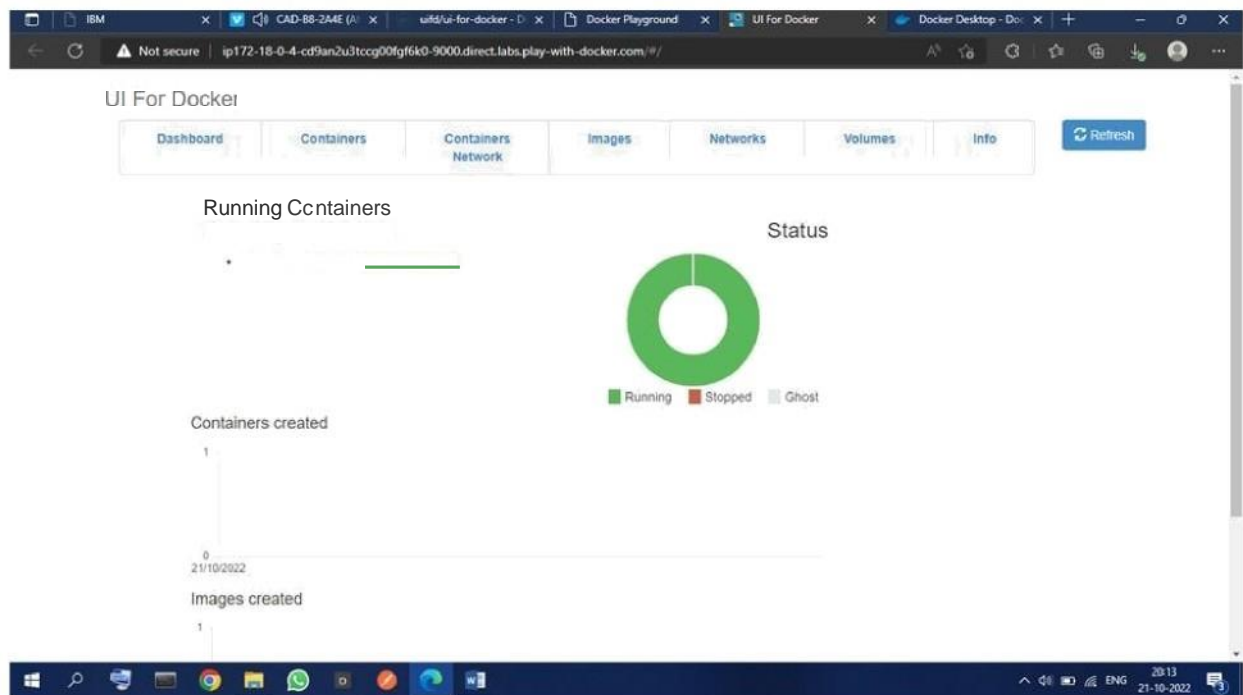 IBM
CAD-BB-2A4E (A
uifd/ui-for-docker - D
Docker Playground
UI For Docker
Docker Desktop - Doc
Not secure
ip172-18-0-4-cd9an2u3tccg00fgf6k0-9000.direct.labs.play-with-docker.com/#/
UI For Docker
Dashboard
Containers
Containers
Network
Images
Networks
Volumes
Info
Refresh
Running Containers
Status
Running
Stopped
Ghost
Containers created
1
0
21/10/2022
Images created
1
ENG
20:13
21-10-2022